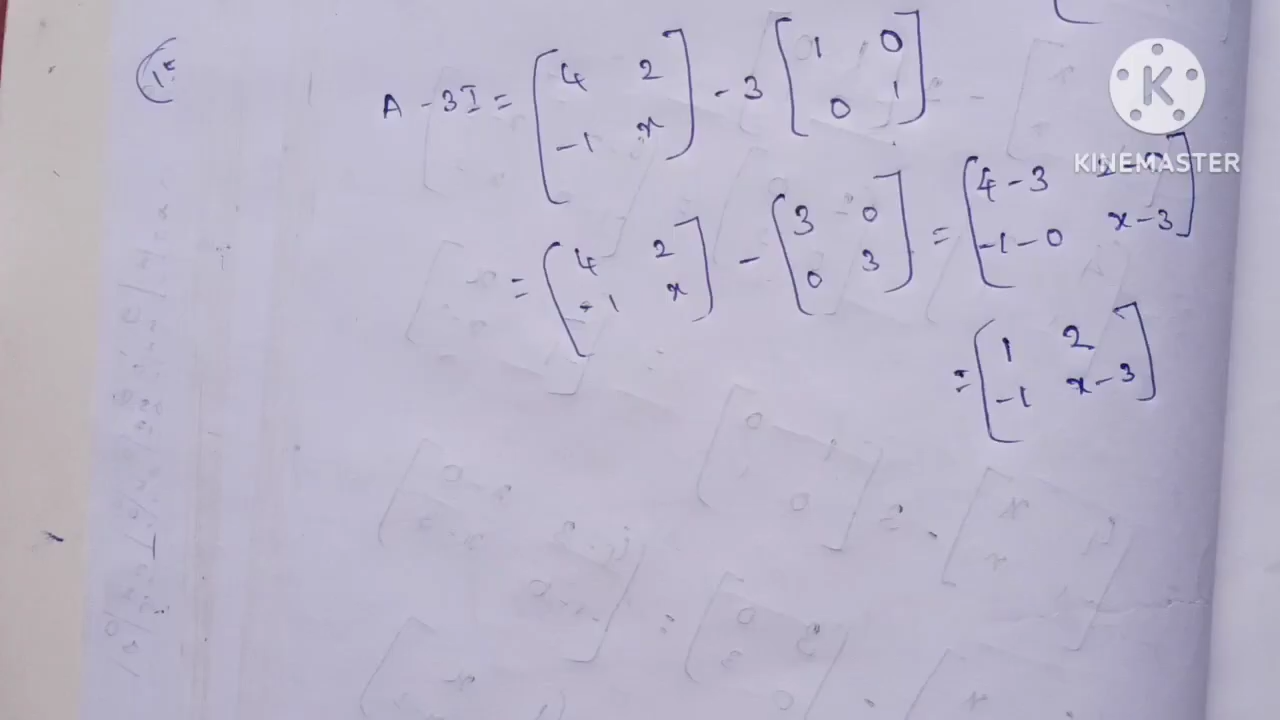 15
A - 3I = [4 2 -1 x] - 3 [1 0 0 1]
= [4 2 -1 x] - [3 0 0 3] = [4-3 2-0 -1-0 x-3]
= [1 2 -1 x-3]
KINEMASTER